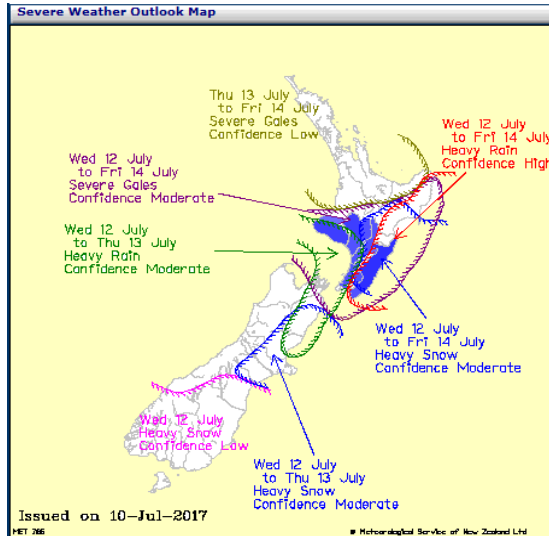 Severe Weather Outlook Map
Thu 13 July
to Fri 14 July
Severe Gales
Confidence Low
Wed 12 July
to Fri 14 July
Heavy Rain
Confidence High
Wed 12 July
to Fri 14 July
Severe Gales
Confidence Moderate
Wed 12 July
to Thu 13 July
Heavy Rain
Confidence Moderate
Wed 12 July
to Fri 14 July
Heavy Snow
Confidence Moderate
Wed 12 July
Heavy Snow
Confidence Low
Wed 12 July
to Thu 13 July
Heavy Snow
Confidence Moderate
Issued on 10-Jul-2017
© Meteorological Service of New Zealand Ltd